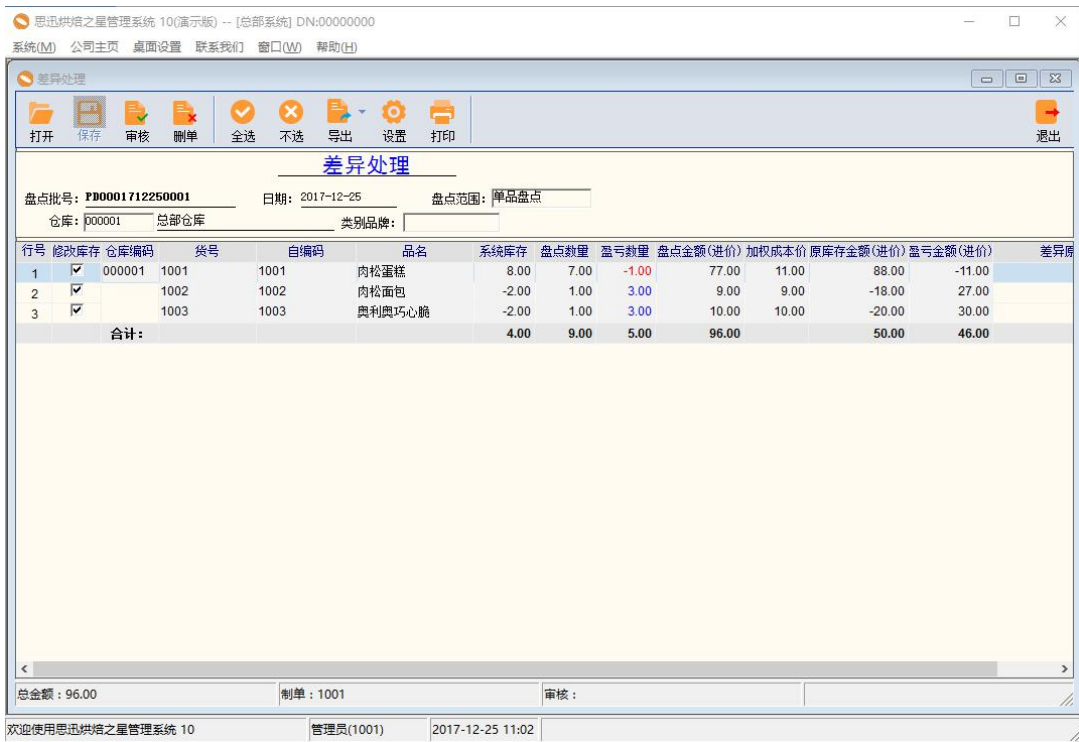 思迅烘焙之星管理系统 10(演示版) -- [总部系统] DN:00000000
系统(M) 公司主页 桌面设置 联系我们 窗口(W) 帮助(H)
差异处理
打开 保存 审核 删单 全选 不选 导出 设置 打印 退出
差异处理
盘点批号: PD0001712250001 日期: 2017-12-25 盘点范围: 单品盘点
仓库: 000001 总部仓库 类别品牌:
行号 修改库存 仓库编码 货号 自编码 品名 系统库存 盘点数量 盈亏数量 盘点金额(进价) 加权成本价 原库存金额(进价) 盈亏金额(进价) 差异原
1 000001 1001 1001 肉松蛋糕 8.00 7.00 -1.00 77.00 11.00 88.00 -11.00
2 1002 1002 肉松面包 -2.00 1.00 3.00 9.00 9.00 -18.00 27.00
3 1003 1003 奥利奥巧心脆 -2.00 1.00 3.00 10.00 10.00 -20.00 30.00
合计: 4.00 9.00 5.00 96.00 50.00 46.00
总金额:96.00 制单:1001 审核:
欢迎使用思迅烘焙之星管理系统 10 管理员(1001) 2017-12-25 11:02